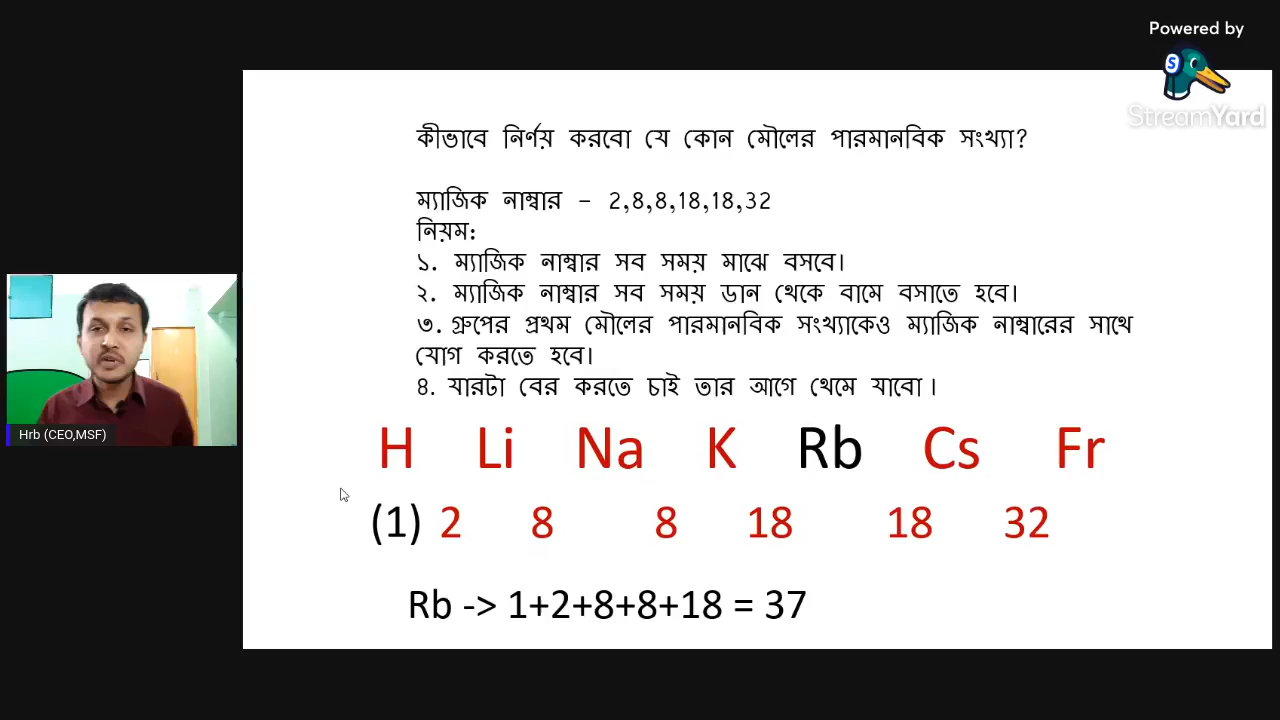 Powered by
StreamYard
কীভাবে নির্ণয় করবো যে কোন মৌলের পারমানবিক সংখ্যা?
ম্যাজিক নাম্বার – 2,8,8,18,18,32
নিয়ম:
১. ম্যাজিক নাম্বার সব সময় মাঝে বসবে।
২. ম্যাজিক নাম্বার সব সময় ডান থেকে বামে বসাতে হবে।
৩. গ্রুপের প্রথম মৌলের পারমানবিক সংখ্যাকেও ম্যাজিক নাম্বারের সাথে
যোগ করতে হবে।
৪. যারটা বের করতে চাই তার আগে থেমে যাবো ।
H Li Na K Rb Cs Fr
(1) 2 8 8 18 18 32
Rb -> 1+2+8+8+18 = 37
Hrb (CEO,MSF)